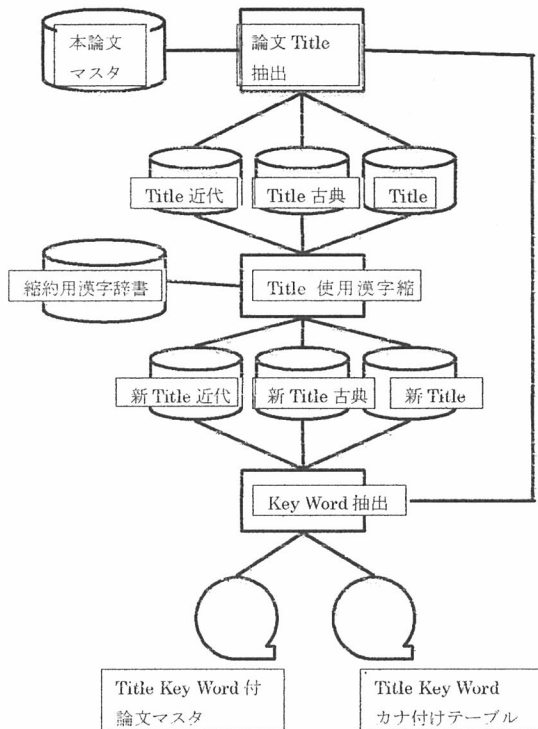 本論文
マスタ
論文 Title
抽出
Title 近代
Title 古典
Title
縮約用漢字辞書
Title 使用漢字縮
新 Title 近代
新 Title 古典
新 Title
Key Word 抽出
Title Key Word 付
論文マスタ
Title Key Word
カナ付けテーブル